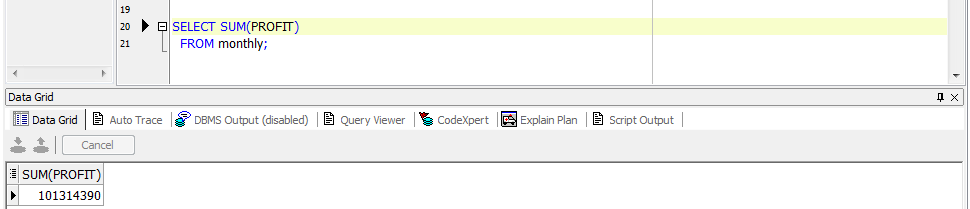 19
20 SELECT SUM(PROFIT)
21 FROM monthly;
Data Grid
Data Grid Auto Trace DBMS Output (disabled) Query Viewer CodeXpert Explain Plan Script Output
Cancel
SUM(PROFIT)
101314390